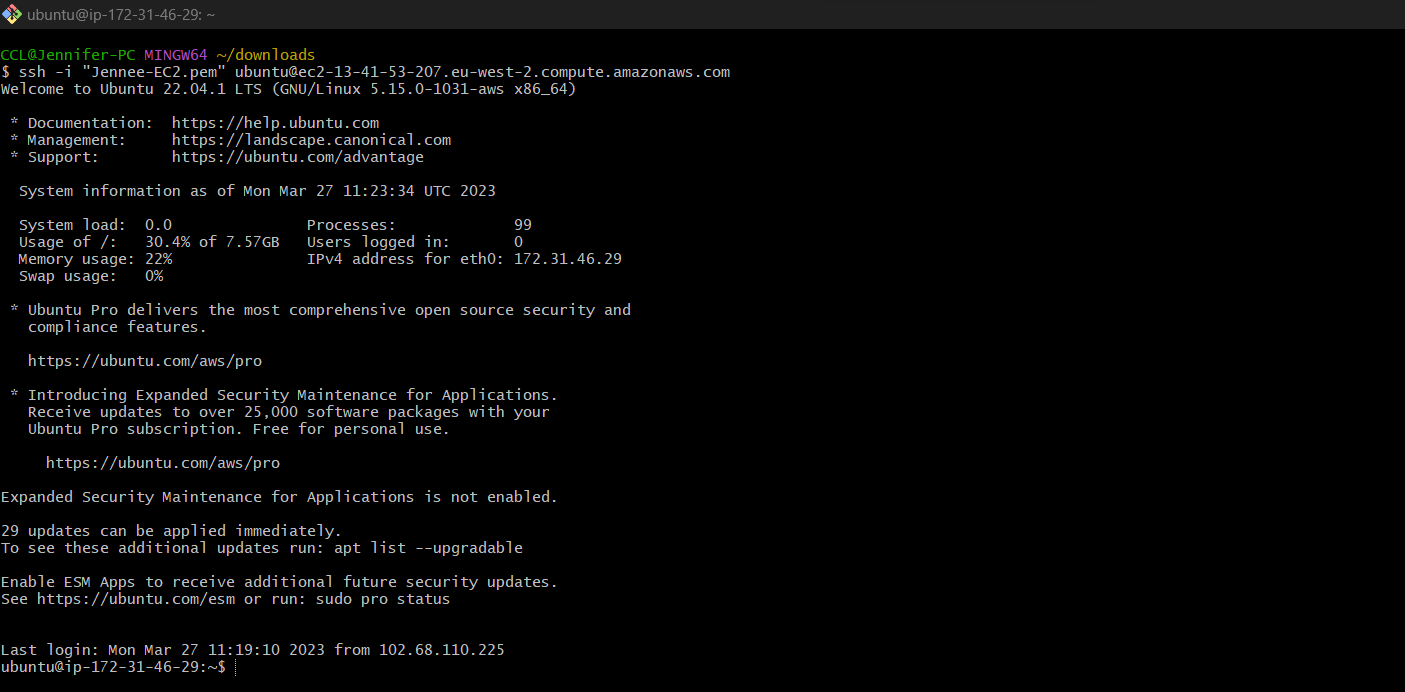 ubuntu@ip-172-31-46-29: ~
CCL@Jennifer-PC MINGW64 ~/downloads
$ ssh -i "Jennee-EC2.pem" ubuntu@ec2-13-41-53-207.eu-west-2.compute.amazonaws.com
Welcome to Ubuntu 22.04.1 LTS (GNU/Linux 5.15.0-1031-aws x86_64)
* Documentation:  https://help.ubuntu.com
* Management:     https://landscape.canonical.com
* Support:        https://ubuntu.com/advantage
System information as of Mon Mar 27 11:23:34 UTC 2023
System load:  0.0               Processes:             99
Usage of /:   30.4% of 7.57GB   Users logged in:       0
Memory usage: 22%               IPv4 address for eth0: 172.31.46.29
Swap usage:   0%
* Ubuntu Pro delivers the most comprehensive open source security and
compliance features.
https://ubuntu.com/aws/pro
* Introducing Expanded Security Maintenance for Applications.
Receive updates to over 25,000 software packages with your
Ubuntu Pro subscription. Free for personal use.
https://ubuntu.com/aws/pro
Expanded Security Maintenance for Applications is not enabled.
29 updates can be applied immediately.
To see these additional updates run: apt list --upgradable
Enable ESM Apps to receive additional future security updates.
See https://ubuntu.com/esm or run: sudo pro status
Last login: Mon Mar 27 11:19:10 2023 from 102.68.110.225
ubuntu@ip-172-31-46-29:~$